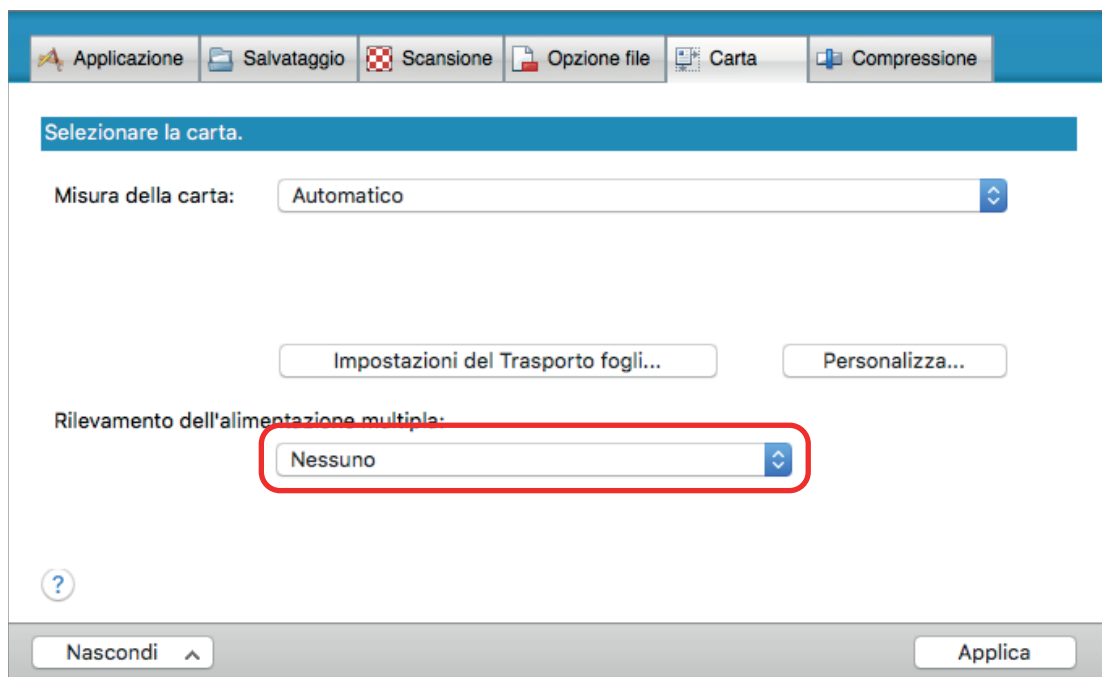 Applicazione Salvataggio Scansione Opzione file Carta Compressione
Selezionare la carta.
Misura della carta: Automatico
Impostazioni del Trasporto fogli... Personalizza...
Rilevamento dell'alimentazione multipla:
Nessuno
?
Nascondi Applica